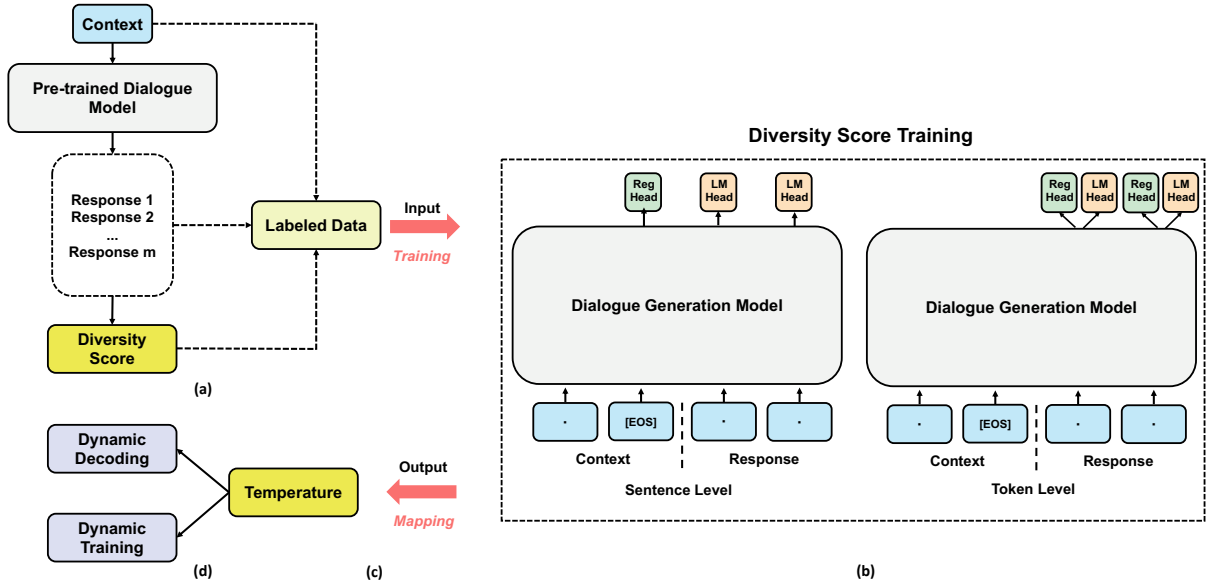 Context
Pre-trained Dialogue
Model
Response 1
Response 2
...
Response m
Diversity
Score
(a)
Labeled Data
Input
Training
Diversity Score Training
Reg
Head
LM
Head
LM
Head
Dialogue Generation Model
.
[EOS]
.
.
Context
Response
Sentence Level
Reg
Head
LM
Head
Reg
Head
LM
Head
Dialogue Generation Model
.
[EOS]
.
.
Context
Response
Token Level
(b)
Output
Mapping
(c)
Temperature
Dynamic
Decoding
Dynamic
Training
(d)